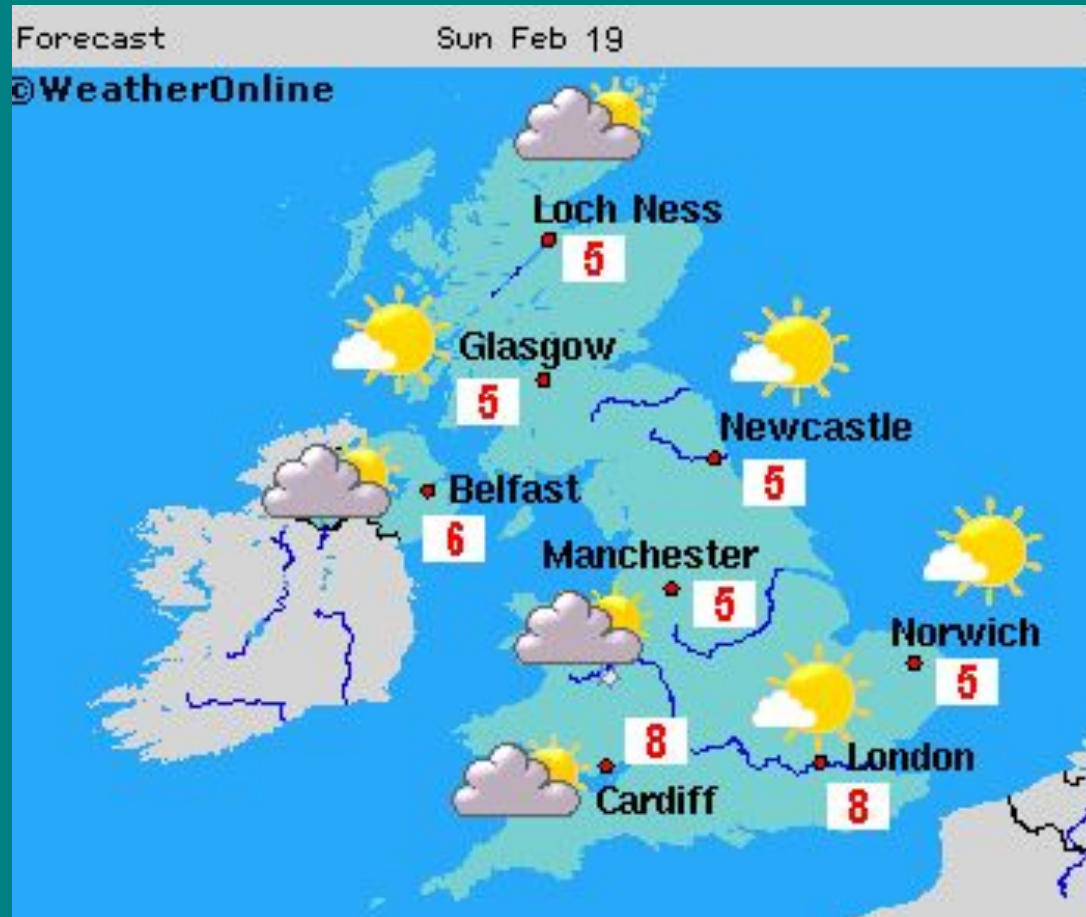 Forecast Sun Feb 19
©WeatherOnline
Loch Ness
5
Glasgow
5
Newcastle
5
Belfast
6
Manchester
5
Norwich
5
8
Cardiff
London
8